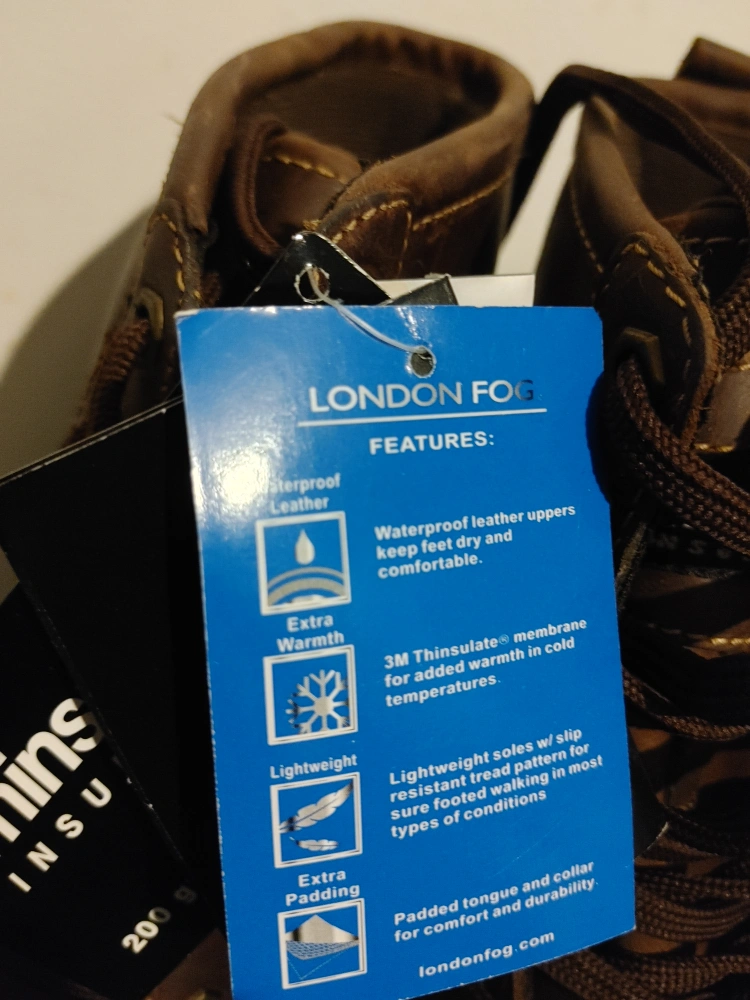 LONDON FOG
FEATURES:
Leather
Waterproof leather uppers
keep feet dry and
comfortable.
Extra
Warmth
3M Thinsulate® membrane
for added warmth in cold
temperatures.
Lightweight
Lightweight soles w/ slip
resistant tread pattern for
sure footed walking in most
types of conditions
Extra
Padding
Padded tongue and collar
for comfort and durability.
londonfog.com
200 g